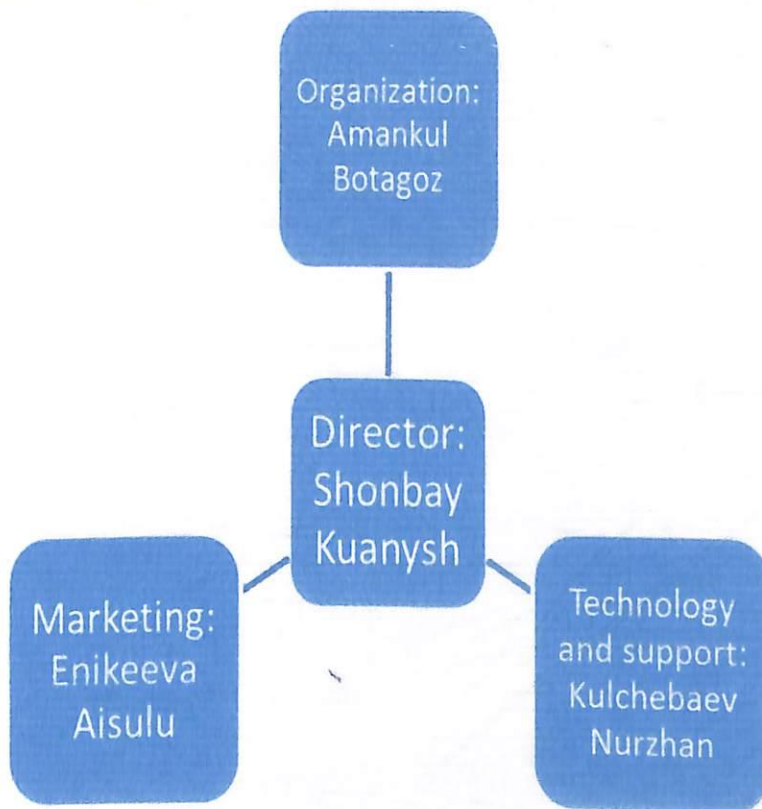 Organization:
Amankul
Botagoz
Director:
Shonbay
Kuanysh
Marketing:
Enikeeva
Aisulu
Technology
and support:
Kulchebaev
Nurzhan